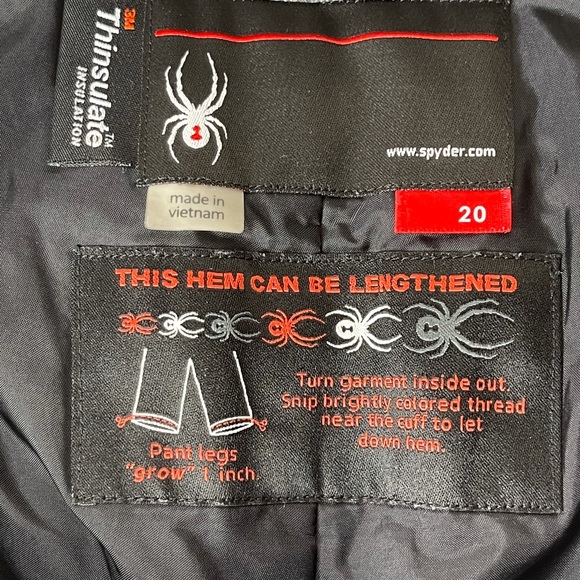 3M
Thinsulate™
INSULATION
www.spyder.com
made in
vietnam
20
THIS HEM CAN BE LENGTHENED
Turn garment inside out.
Snip brightly colored thread
near the cuff to let
down hem.
Pant legs
"grow" 1 inch